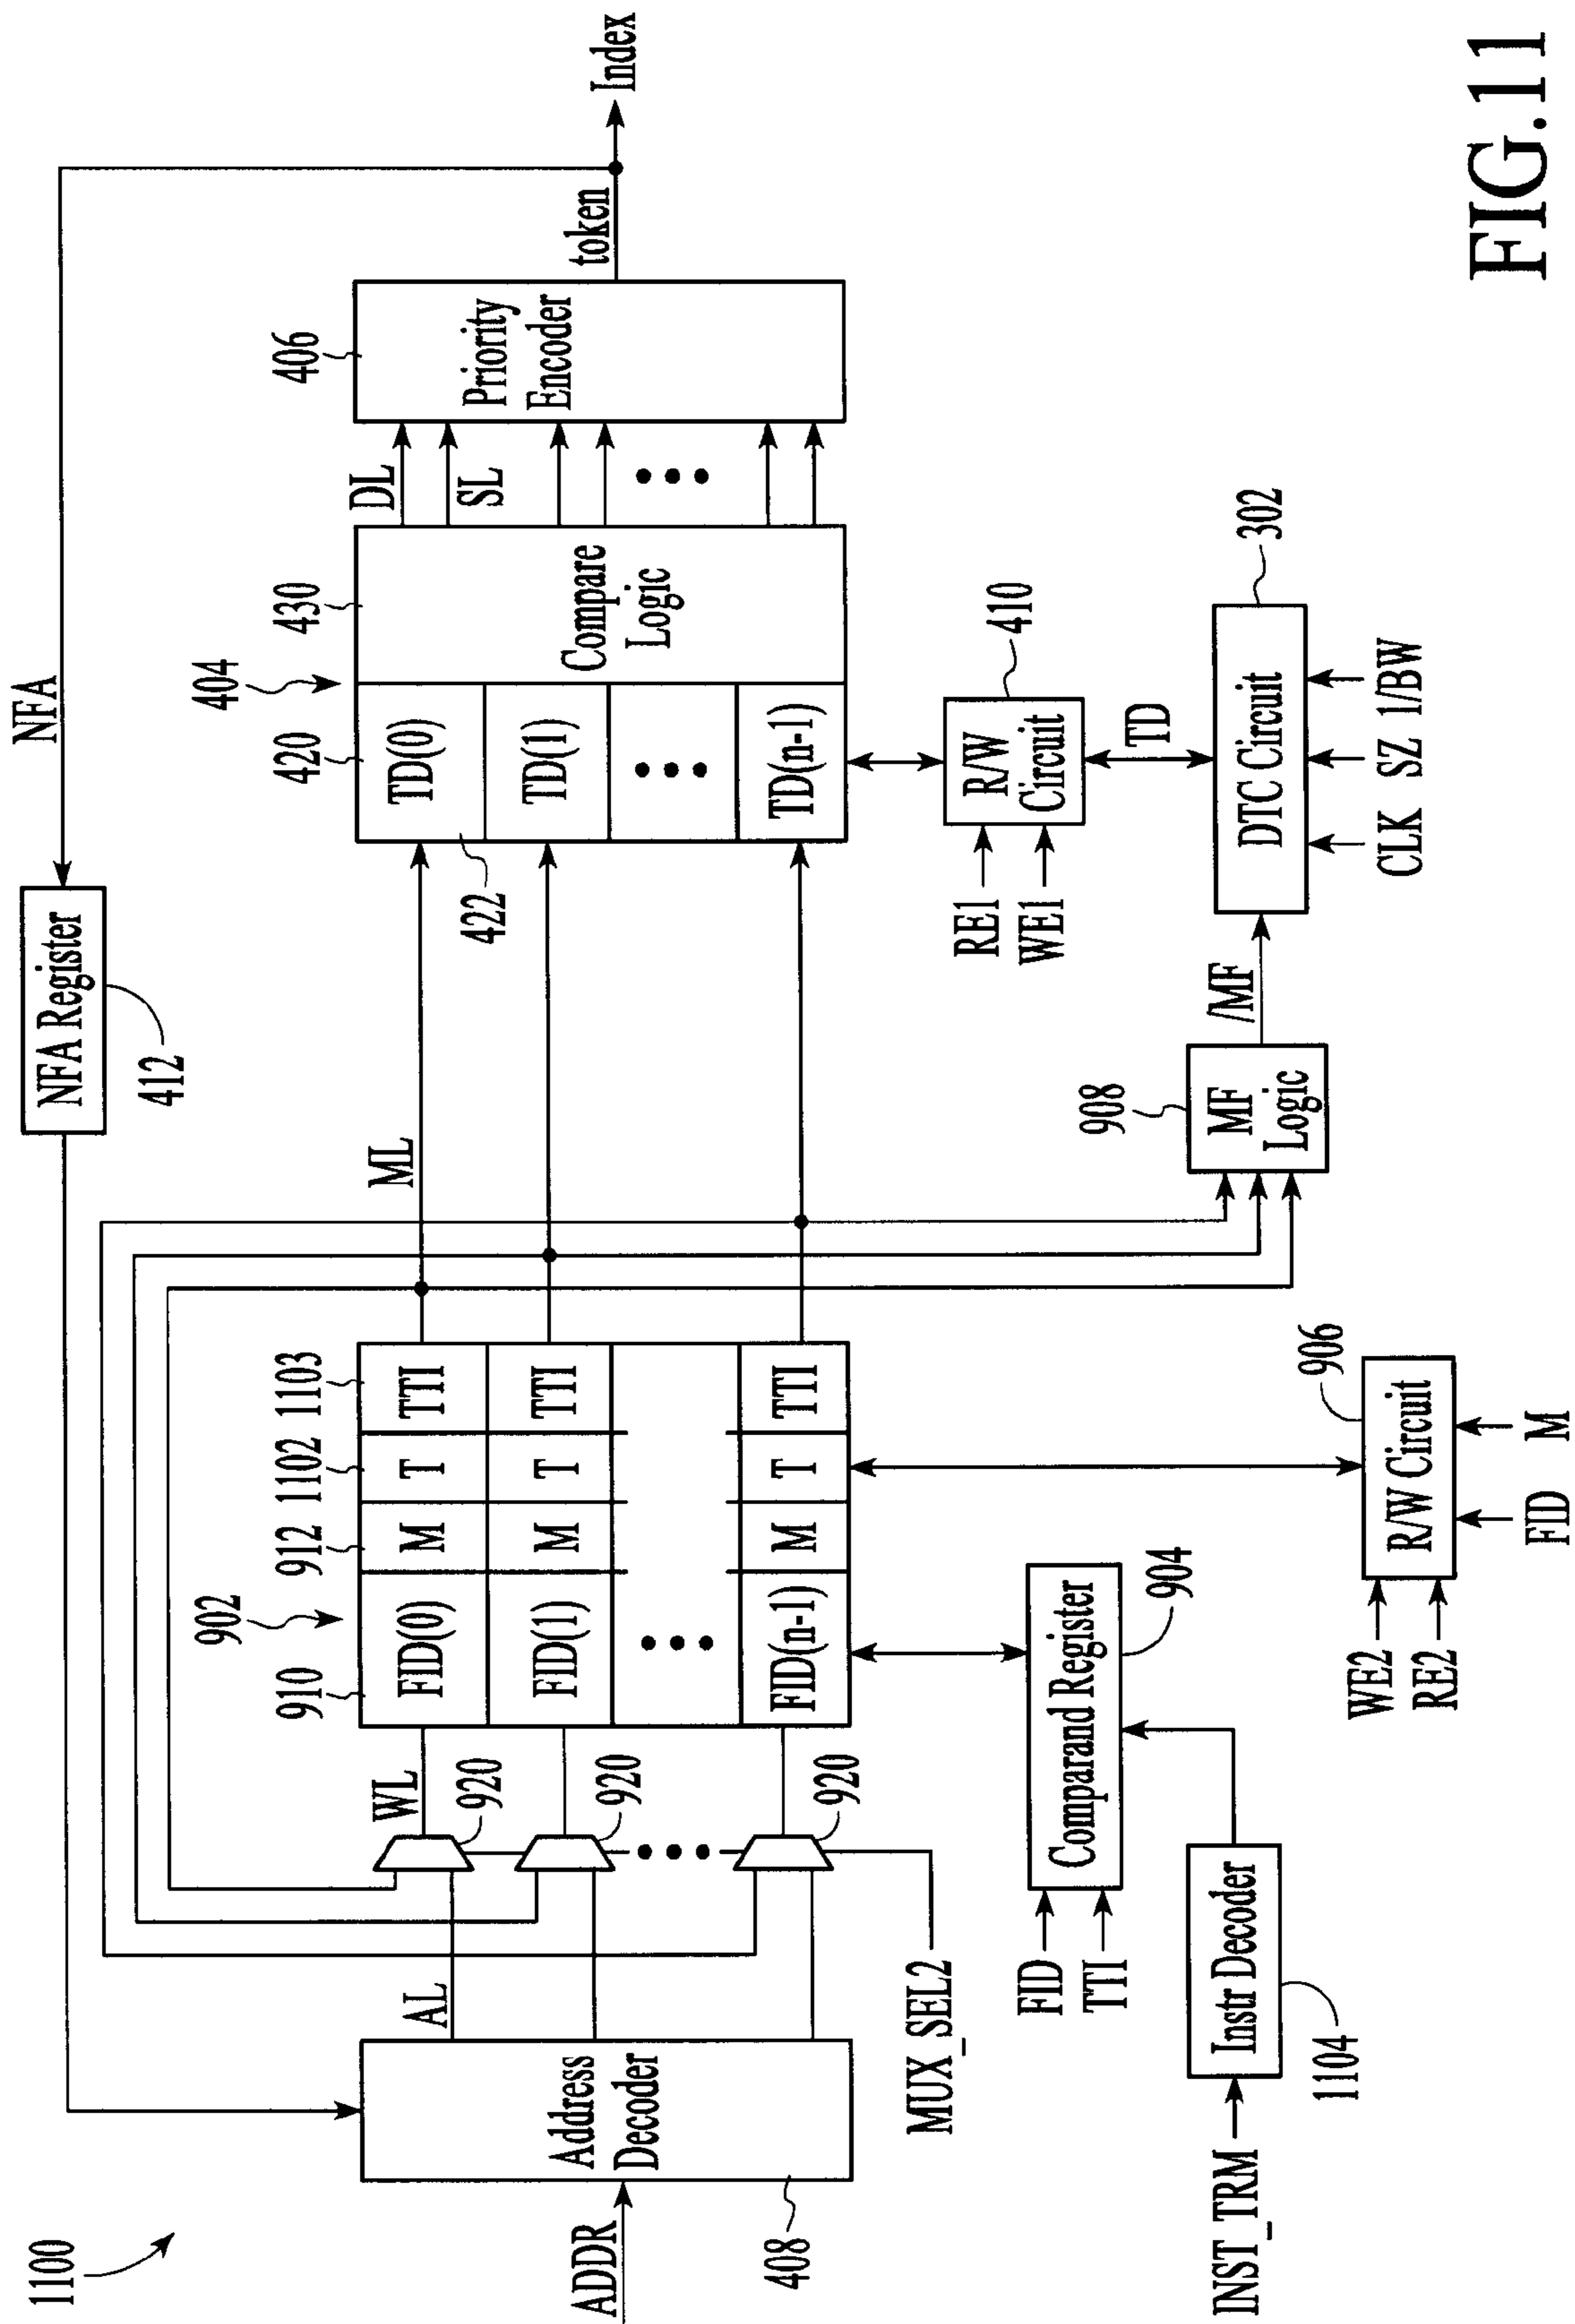 1100
NFA
NFA Register
412
ADDR
Address
Decoder
408
AL
WL
920
920
920
MUX_SEL2
902
910
912
1102
1103
FID(0)
M
T
TTI
FID(1)
M
T
TTI
FID(n-1)
M
T
TTI
ML
404
420
430
TD(0)
TD(1)
TD(n-1)
422
Compare
Logic
DL
SL
406
Priority
Encoder
token
Index
FID
TTI
Comparand Register
904
INST_TRM
Instr Decoder
1104
WE2
RE2
R/W Circuit
906
FID
M
908
MF
Logic
/MF
RE1
WE1
R/W
Circuit
410
TD
DTC Circuit
302
CLK
SZ
1/BW
FIG.11